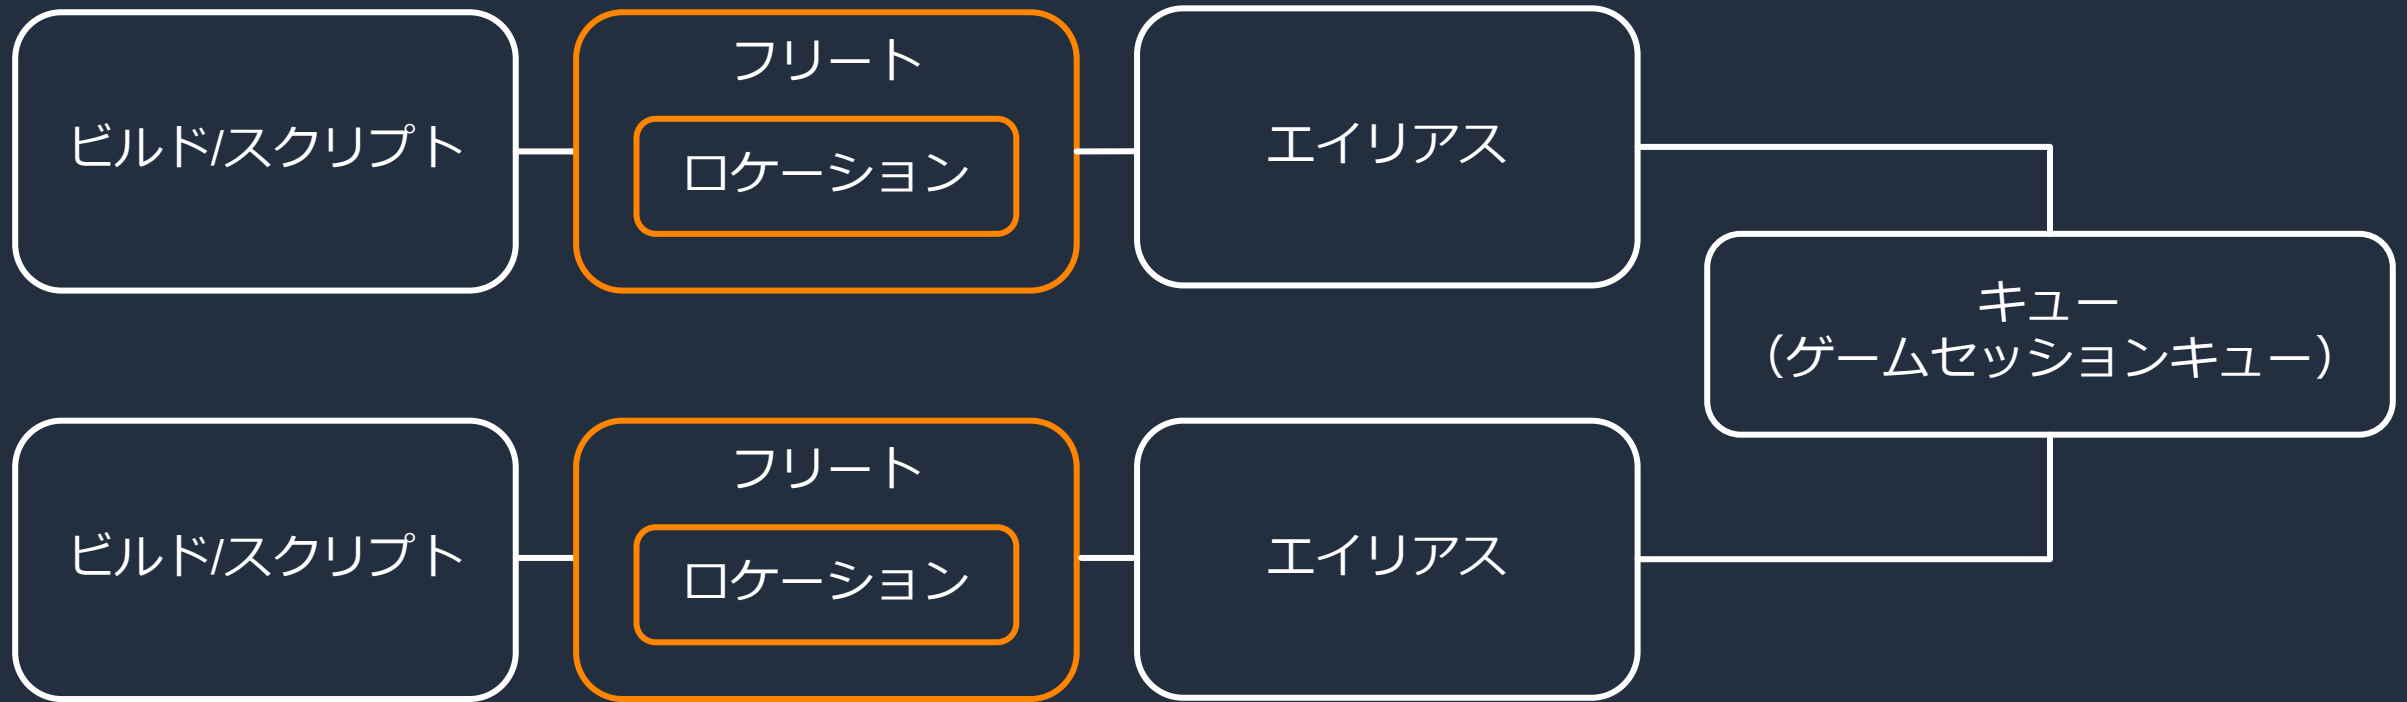 ビルド/スクリプト
フリート
ロケーション
エイリアス
キュー
（ゲームセッションキュー）
ビルド/スクリプト
フリート
ロケーション
エイリアス